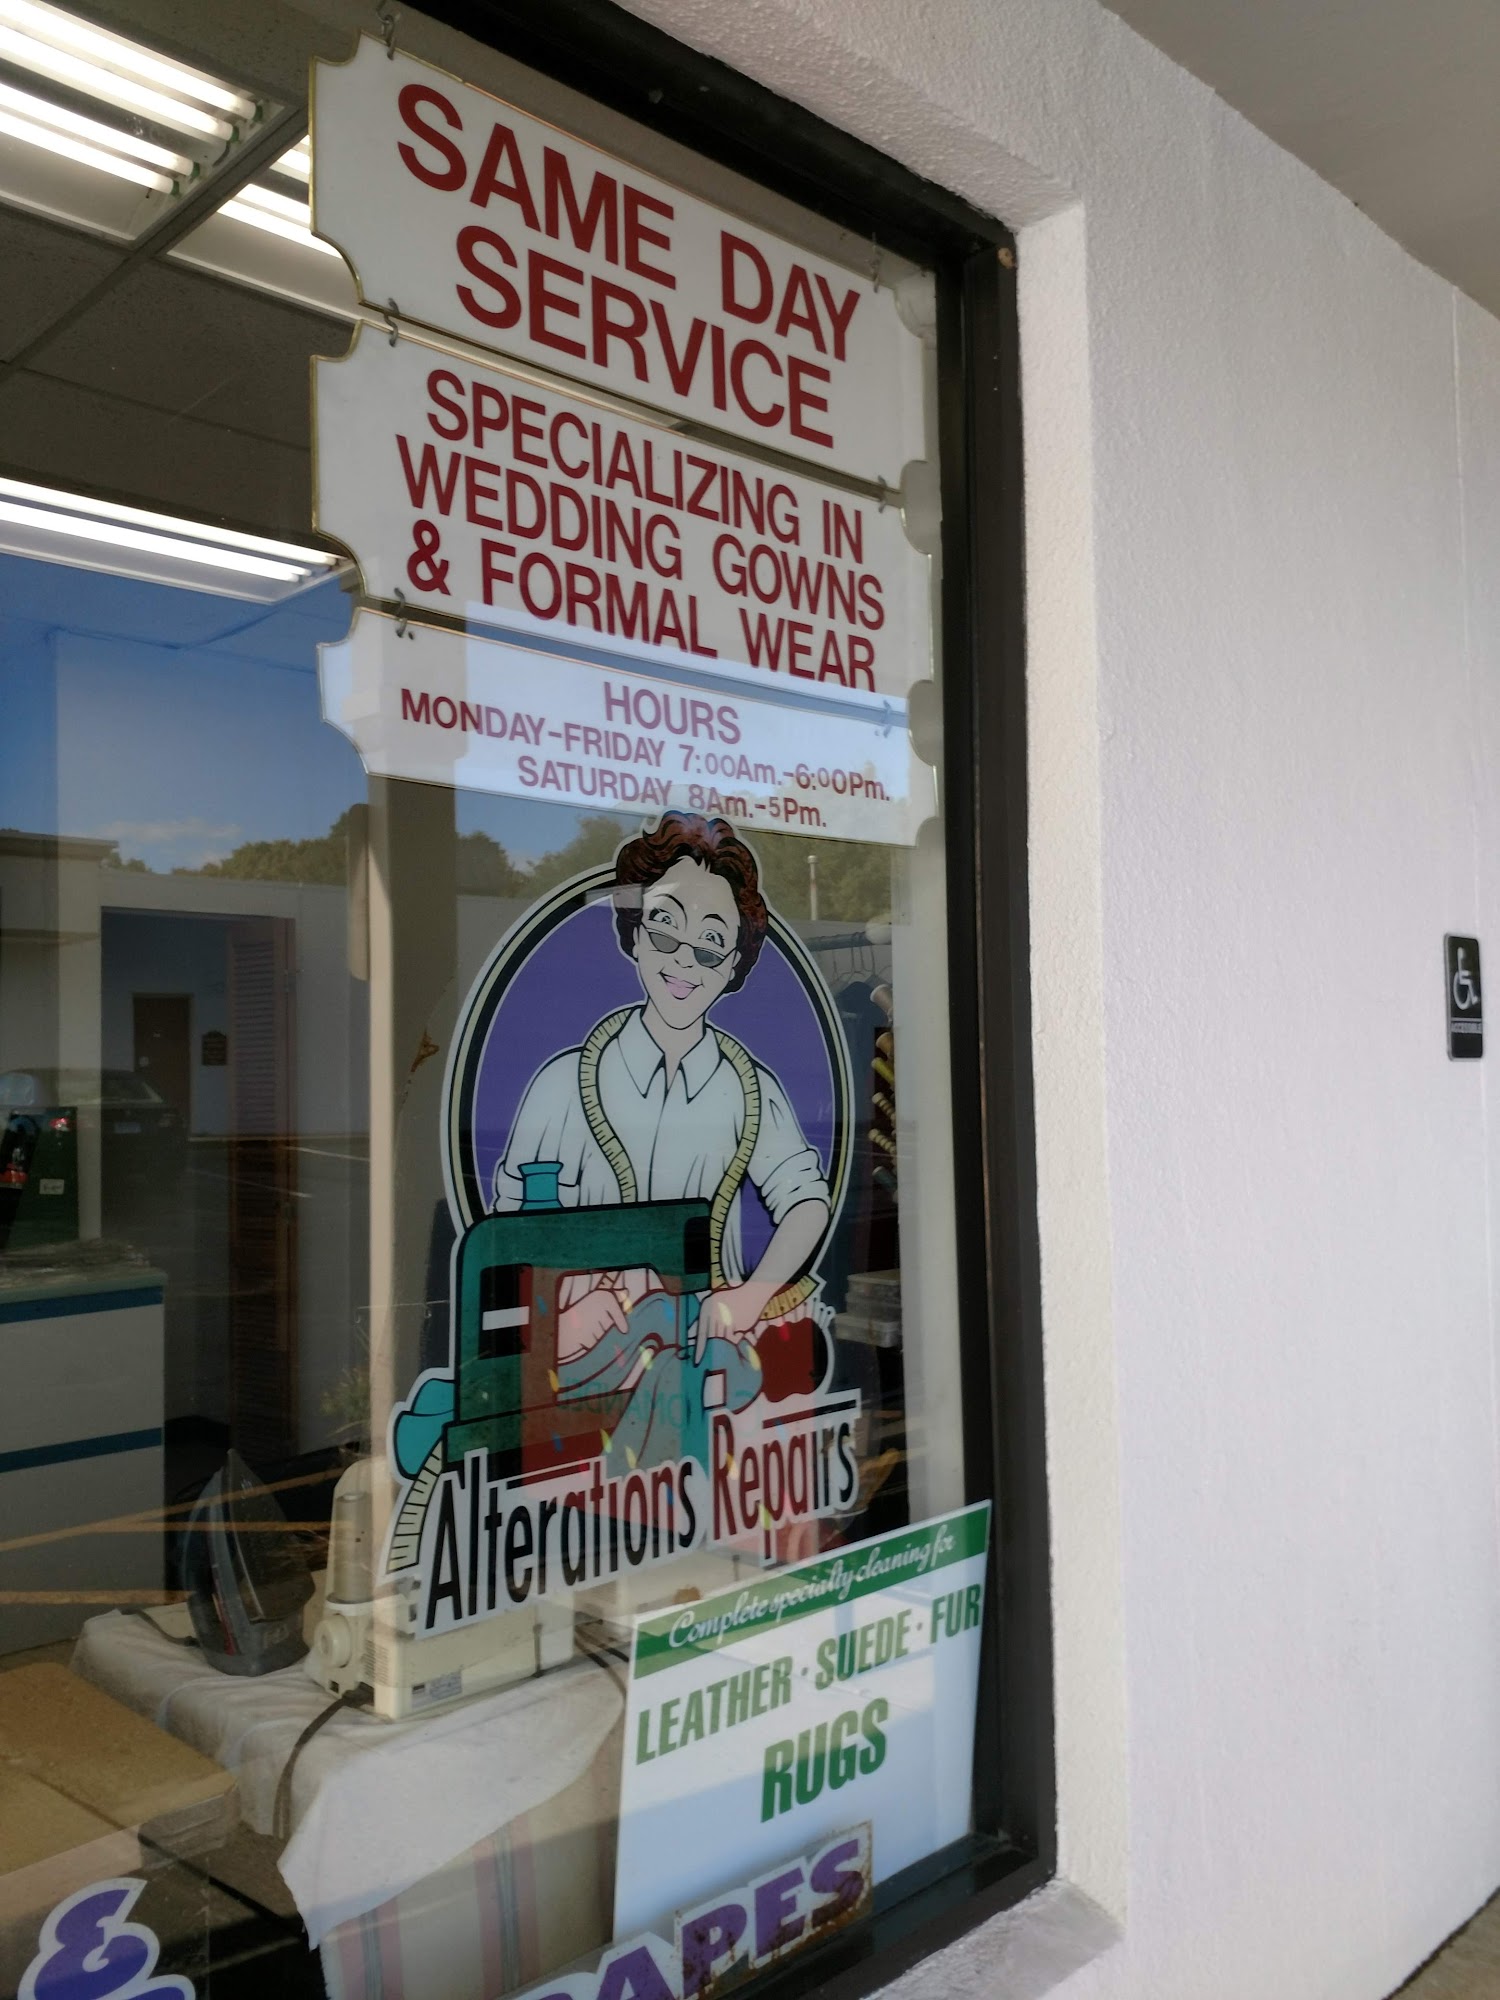 SAME DAY
SERVICE
SPECIALIZING IN
WEDDING GOWNS
& FORMAL WEAR
HOURS
MONDAY-FRIDAY 7:00Am.-6:00Pm.
SATURDAY 8Am.-5Pm.
Alterations Repairs
Complete specialty cleaning for
LEATHER · SUEDE · FUR
RUGS
&